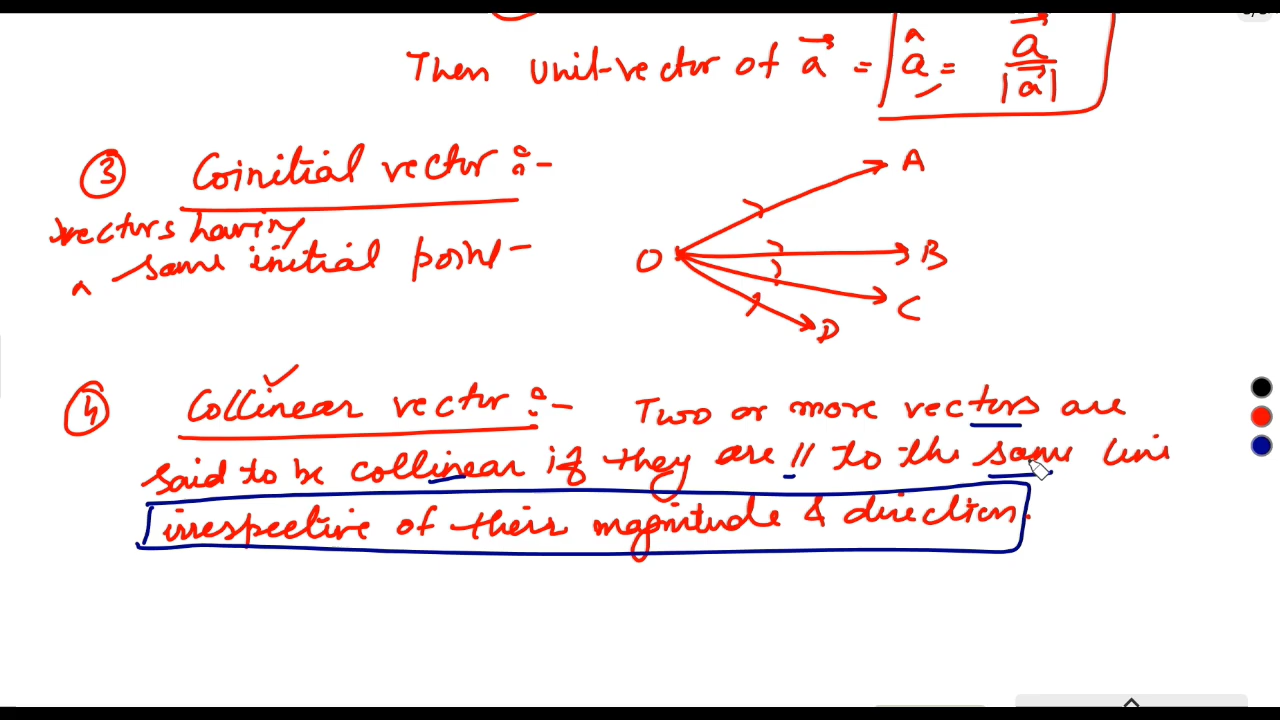 Then unit-vector of a⃗ = â = a⃗ / |a⃗|
③ Coinitial vector :-
vectors having
same initial point -
O A B C D
④ Collinear vector :- Two or more vectors are
said to be collinear if they are // to the same line
irrespective of their magnitude & direction.